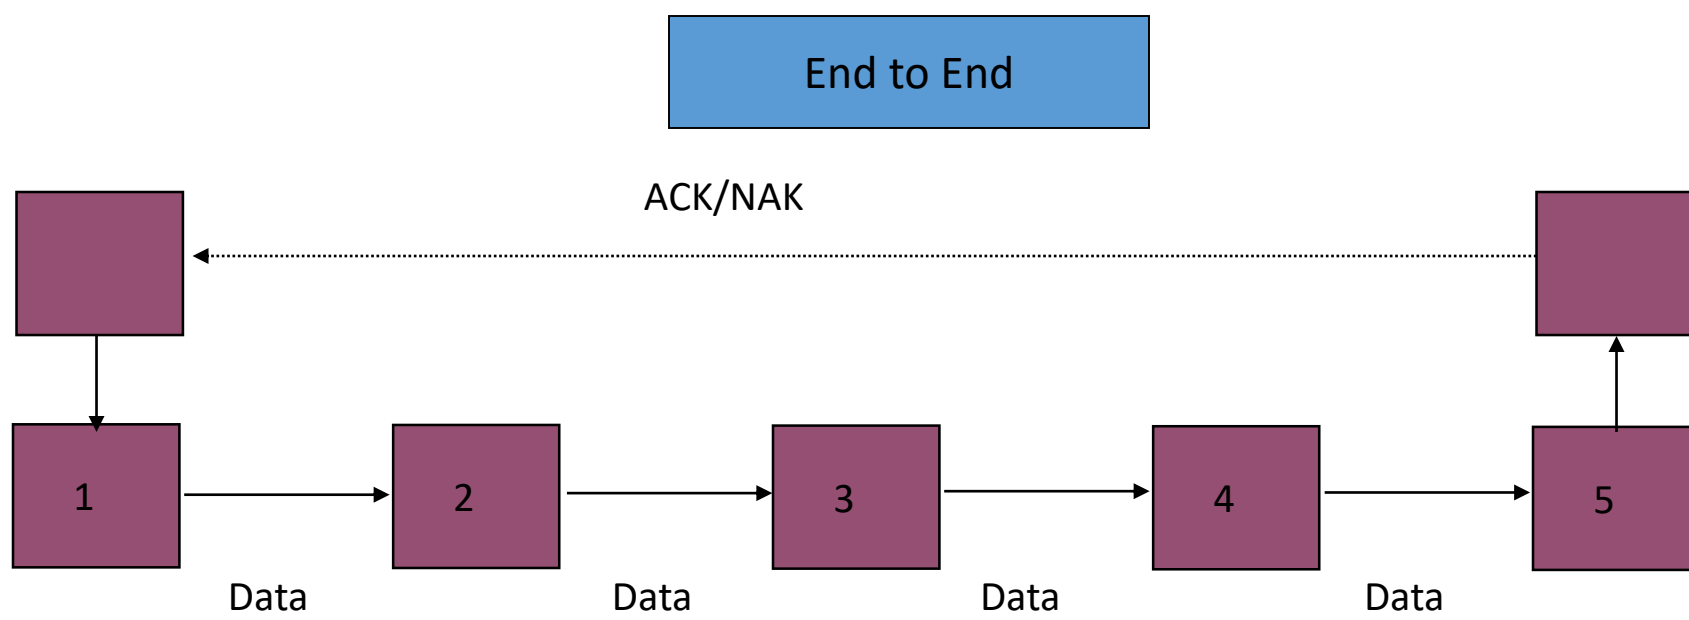 End to End
ACK/NAK
1
2
3
4
5
Data
Data
Data
Data